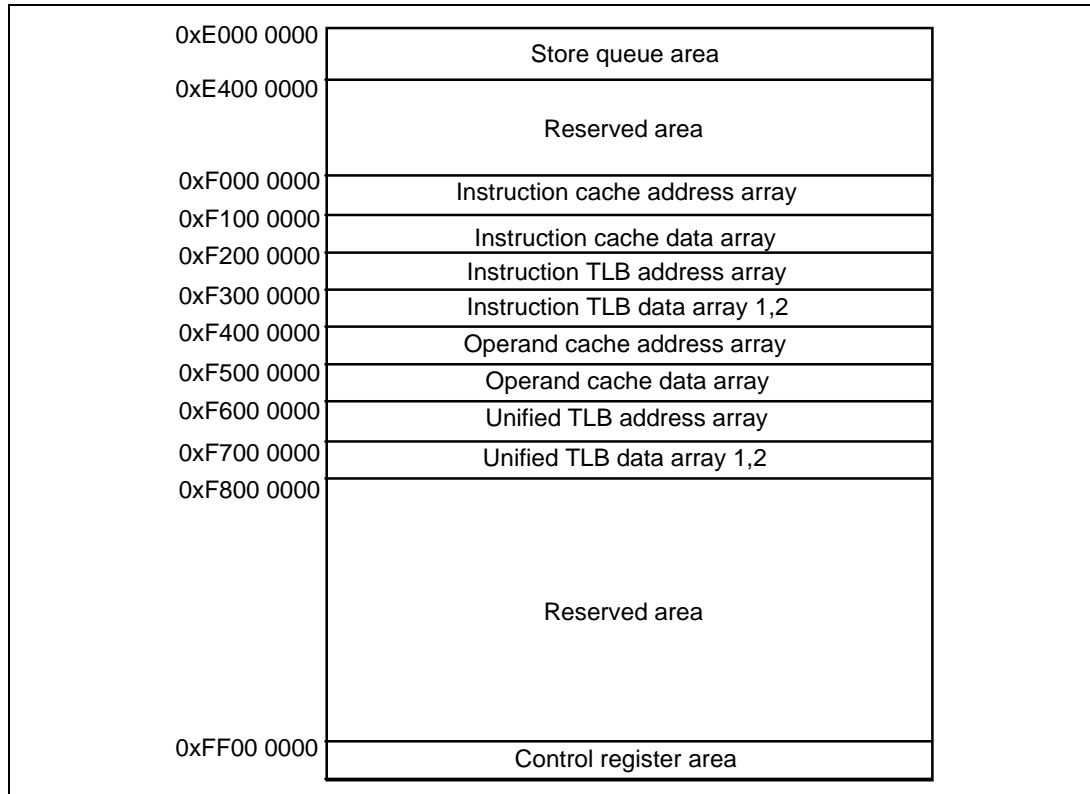 0xE000 0000
Store queue area
0xE400 0000
Reserved area
0xF000 0000
Instruction cache address array
0xF100 0000
Instruction cache data array
0xF200 0000
Instruction TLB address array
0xF300 0000
Instruction TLB data array 1,2
0xF400 0000
Operand cache address array
0xF500 0000
Operand cache data array
0xF600 0000
Unified TLB address array
0xF700 0000
Unified TLB data array 1,2
0xF800 0000
Reserved area
0xFF00 0000
Control register area